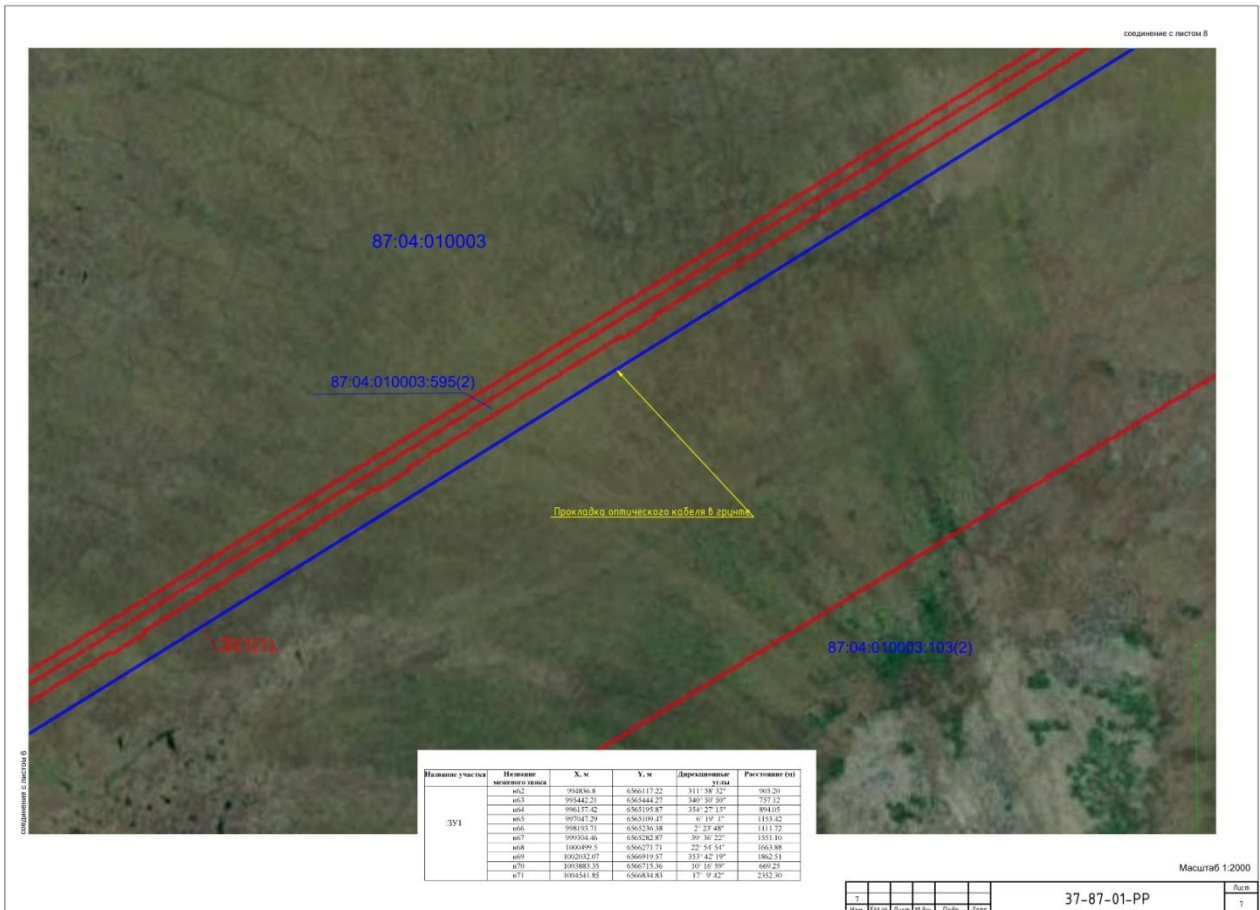 соединение с листом 8
87:04:010003
87:04:010003:595(2)
Прокладка оптического кабеля в грунте
:ЗУ1(1)
87:04:010003:103(2)
соединение с листом 6
Название участка Название межевого знака X, м Y, м Дирекционные углы Расстояние (м)
:ЗУ1
н62 994836.8 6566117.22 311° 58' 32" 905.20
н63 995442.21 6565444.27 340° 50' 50" 757.12
н64 996157.42 6565195.87 354° 27' 15" 894.05
н65 997047.29 6565109.47 6° 19' 1" 1153.42
н66 998193.71 6565236.38 2° 23' 48" 1111.72
н67 999304.46 6565282.87 39° 36' 22" 1551.10
н68 1000499.5 6566271.71 22° 54' 54" 1663.88
н69 1002032.07 6566919.57 353° 42' 19" 1862.51
н70 1003883.35 6566715.36 10° 16' 59" 669.25
н71 1004541.85 6566834.83 17° 9' 42" 2352.30
Масштаб 1:2000
7
37-87-01-РР
Лист
7